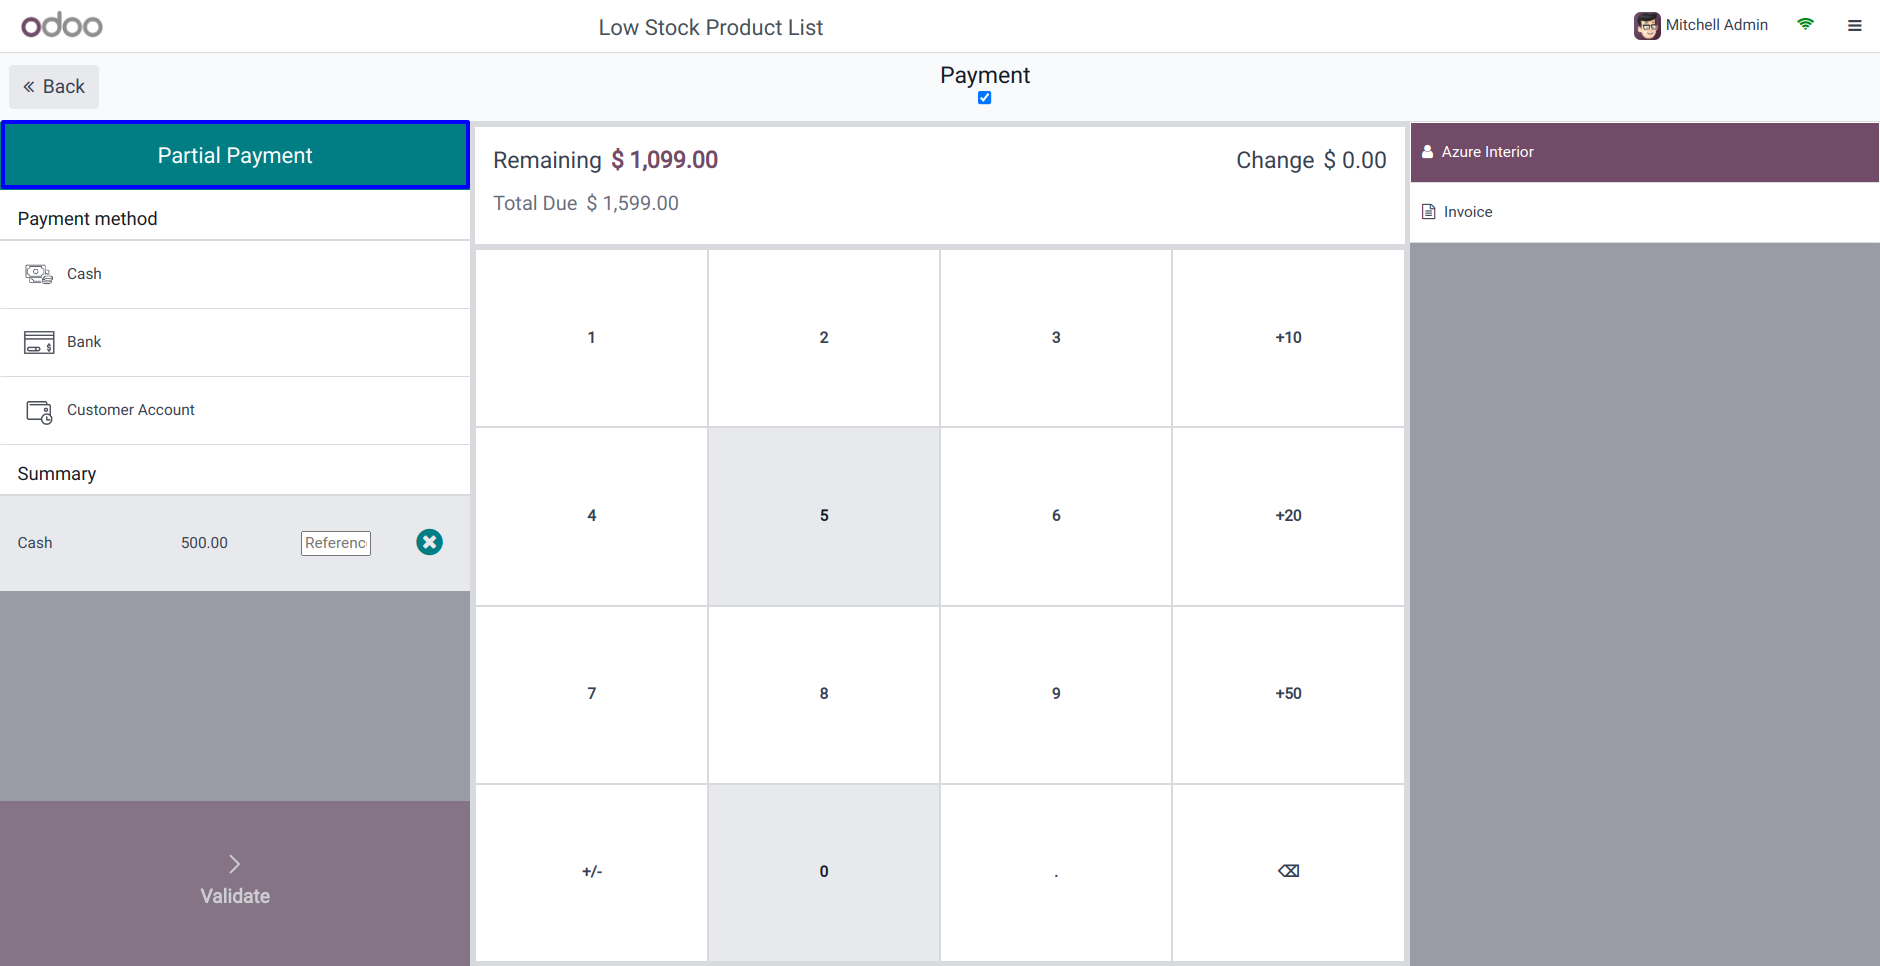 odoo
Low Stock Product List
Mitchell Admin
Back
Payment
Partial Payment
Remaining $ 1,099.00
Change $ 0.00
Total Due $ 1,599.00
Azure Interior
Invoice
Payment method
Cash
Bank
Customer Account
Summary
Cash 500.00 Referenc
Validate
1 2 3 +10
4 5 6 +20
7 8 9 +50
+/- 0 . ⌫